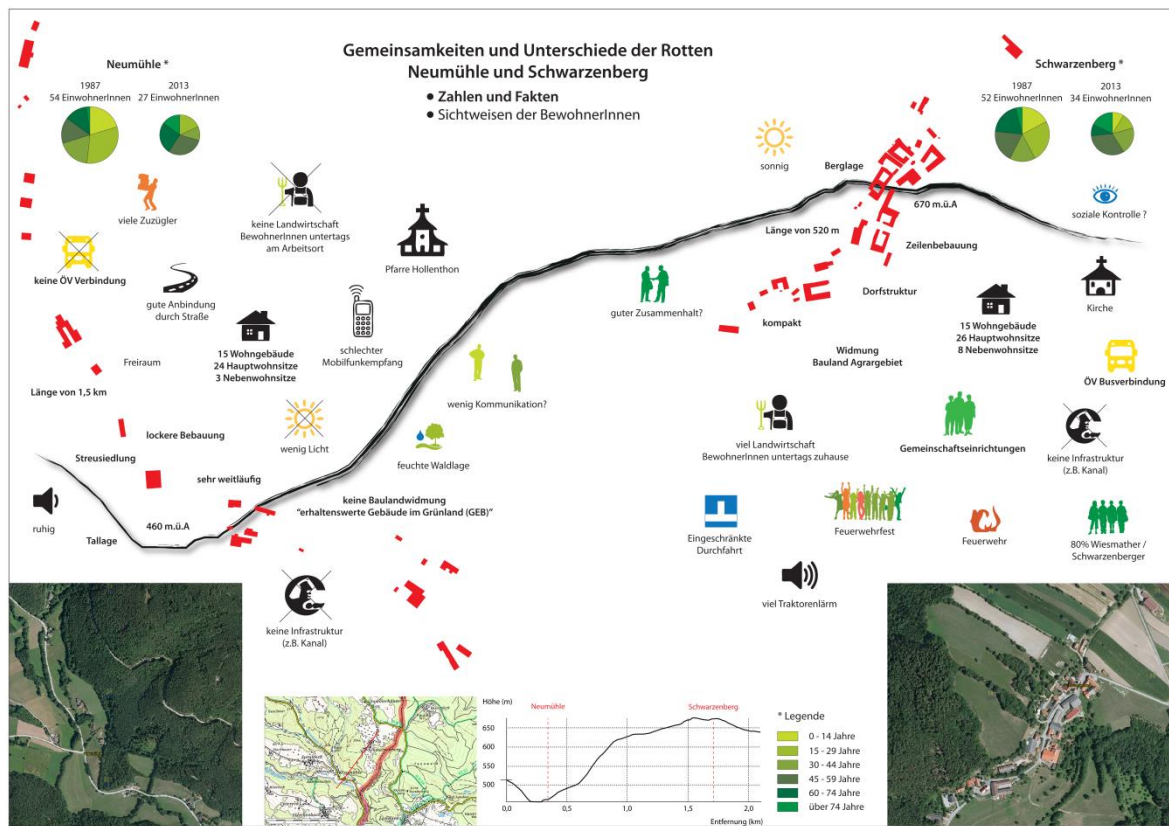 Gemeinsamkeiten und Unterschiede der Rotten
Neumühle und Schwarzenberg
• Zahlen und Fakten
• Sichtweisen der BewohnerInnen
Neumühle *
1987
54 EinwohnerInnen
2013
27 EinwohnerInnen
Schwarzenberg *
1987
52 EinwohnerInnen
2013
34 EinwohnerInnen
viele Zuzügler
keine Landwirtschaft
BewohnerInnen untertags
am Arbeitsort
Pfarre Hollenthon
keine ÖV Verbindung
gute Anbindung
durch Straße
15 Wohngebäude
24 Hauptwohnsitze
3 Nebenwohnsitze
schlechter
Mobilfunkempfang
Freiraum
Länge von 1,5 km
lockere Bebauung
Streusiedlung
sehr weitläufig
wenig Licht
feuchte Waldlage
wenig Kommunikation?
guter Zusammenhalt?
ruhig
460 m.ü.A
Tallage
keine Baulandwidmung
"erhaltenswerte Gebäude im Grünland (GEB)"
keine Infrastruktur
(z.B. Kanal)
sonnig
Berglage
670 m.ü.A
soziale Kontrolle ?
Länge von 520 m
Zeilenbebauung
Dorfstruktur
kompakt
Kirche
15 Wohngebäude
26 Hauptwohnsitze
8 Nebenwohnsitze
Widmung
Bauland Agrargebiet
ÖV Busverbindung
viel Landwirtschaft
BewohnerInnen untertags zuhause
Gemeinschaftseinrichtungen
keine Infrastruktur
(z.B. Kanal)
Eingeschränkte
Durchfahrt
Feuerwehrfest
Feuerwehr
80% Wiesmather /
Schwarzenberger
viel Traktorenlärm
Höhe (m)
Neumühle
Schwarzenberg
650
600
550
500
0,0
0,5
1,0
1,5
2,0
Entfernung (km)
* Legende
0 - 14 Jahre
15 - 29 Jahre
30 - 44 Jahre
45 - 59 Jahre
60 - 74 Jahre
über 74 Jahre